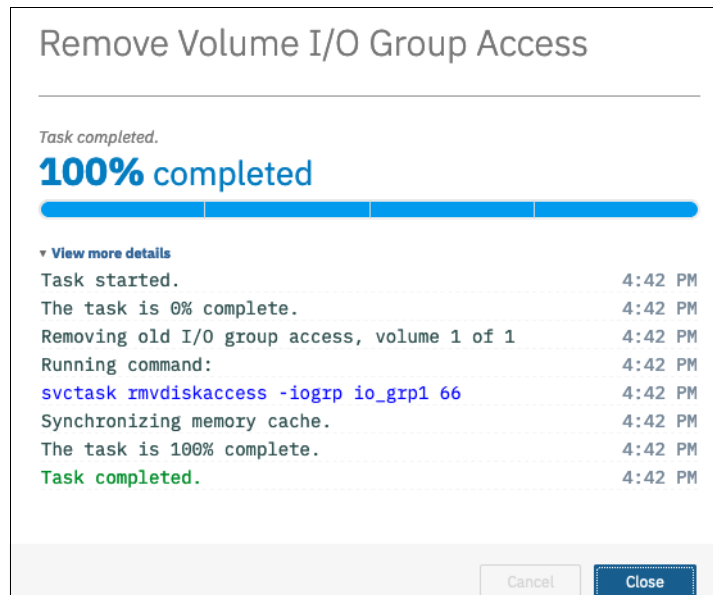 Remove Volume I/O Group Access
Task completed.
100% completed
▾ View more details
Task started. 4:42 PM
The task is 0% complete. 4:42 PM
Removing old I/O group access, volume 1 of 1 4:42 PM
Running command: 4:42 PM
svctask rmvdiskaccess -iogrp io_grp1 66 4:42 PM
Synchronizing memory cache. 4:42 PM
The task is 100% complete. 4:42 PM
Task completed. 4:42 PM
Cancel Close